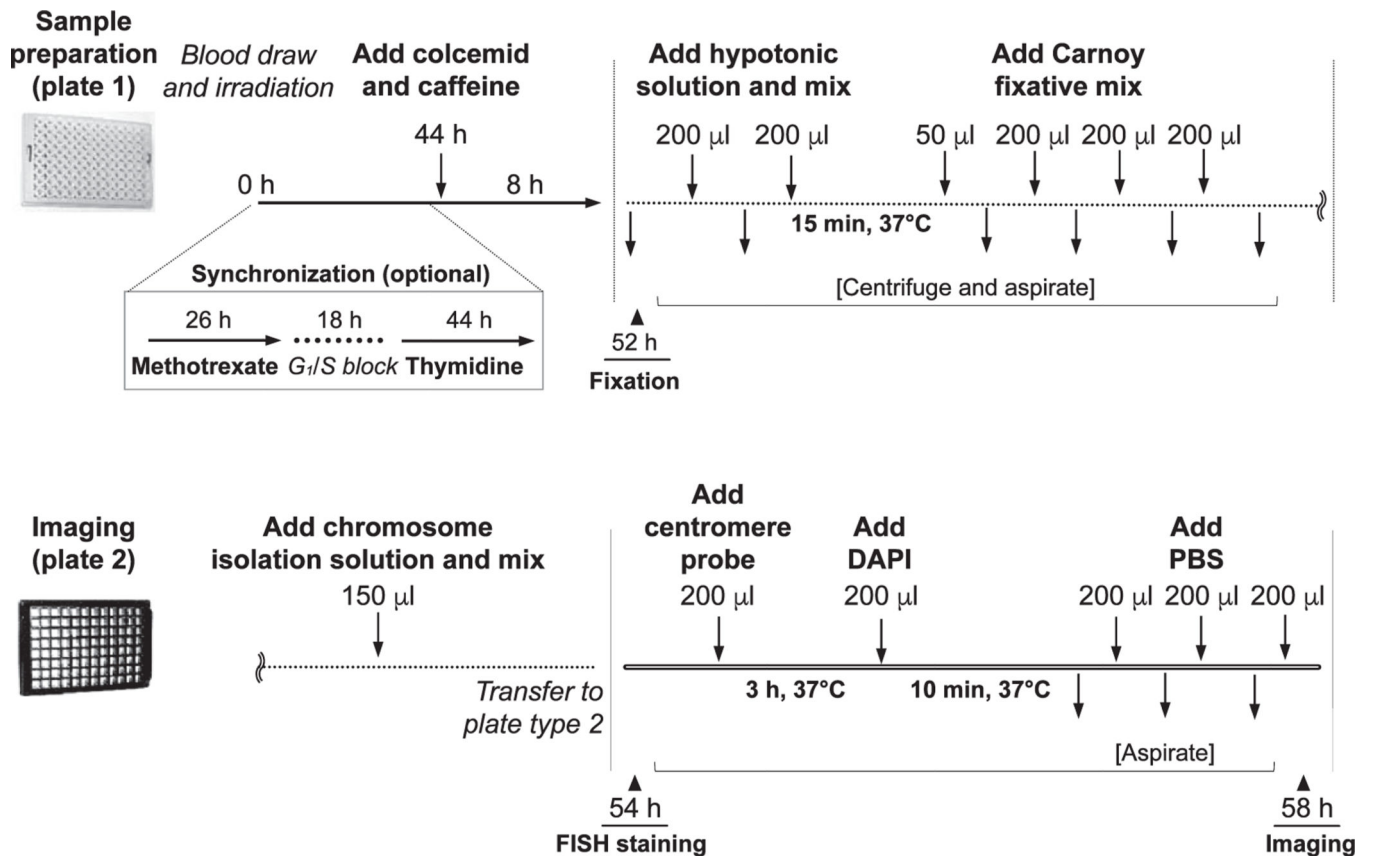 Sample
preparation
(plate 1)
Blood draw
and irradiation
Add colcemid
and caffeine
Add hypotonic
solution and mix
Add Carnoy
fixative mix
44 h
200 µl
200 µl
50 µl
200 µl
200 µl
200 µl
0 h
8 h
15 min, 37°C
Synchronization (optional)
[Centrifuge and aspirate]
26 h
18 h
44 h
Methotrexate
G₁/S block
Thymidine
52 h
Fixation
Imaging
(plate 2)
Add chromosome
isolation solution and mix
Add
centromere
probe
Add
DAPI
Add
PBS
150 µl
200 µl
200 µl
200 µl
200 µl
200 µl
Transfer to
plate type 2
3 h, 37°C
10 min, 37°C
[Aspirate]
54 h
FISH staining
58 h
Imaging